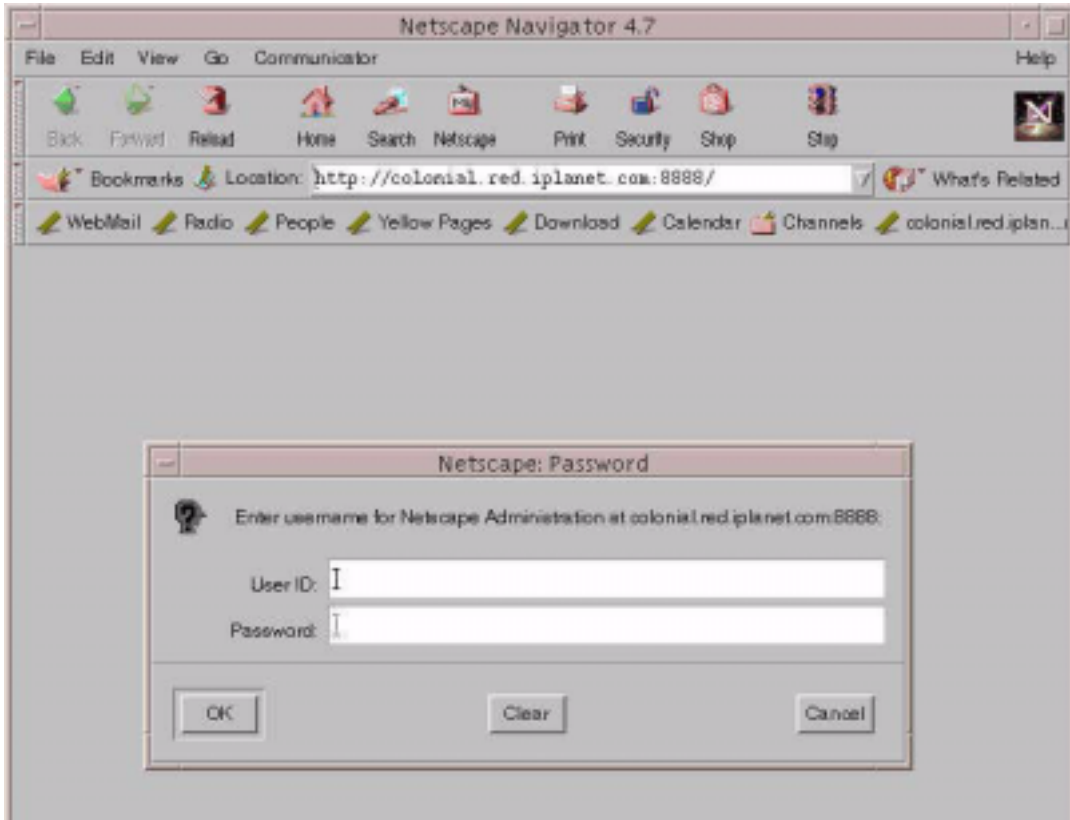 Netscape Navigator 4.7
File Edit View Go Communicator Help
Back Forward Reload Home Search Netscape Print Security Shop Stop
Bookmarks Location: http://colonial.red.iplanet.com:8888/ What's Related
WebMail Radio People Yellow Pages Download Calendar Channels colonial.red.iplan...
Netscape: Password
Enter username for Netscape Administration at colonial.red.iplanet.com:8888:
User ID:
Password:
OK Clear Cancel